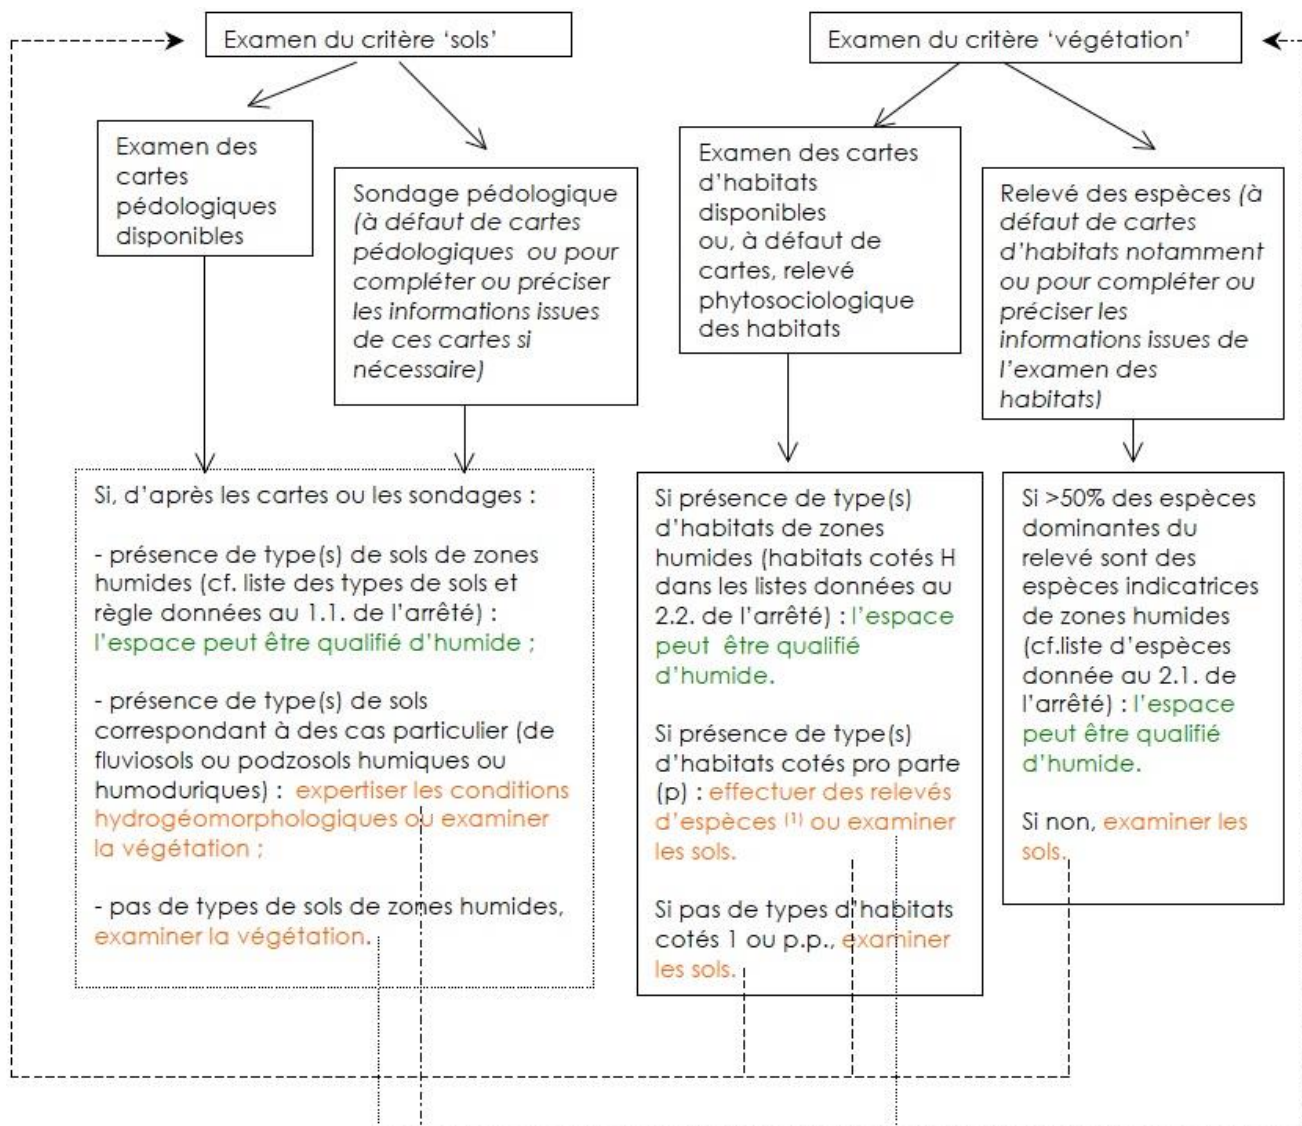 Examen du critère ‘sols’
Examen du critère ‘végétation’
Examen des
cartes
pédologiques
disponibles
Sondage pédologique
(à défaut de cartes
pédologiques ou pour
compléter ou préciser
les informations issues
de ces cartes si
nécessaire)
Examen des cartes
d’habitats
disponibles
ou, à défaut de
cartes, relevé
phytosociologique
des habitats
Relevé des espèces (à
défaut de cartes
d’habitats notamment
ou pour compléter ou
préciser les
informations issues de
l’examen des
habitats)
Si, d’après les cartes ou les sondages :
- présence de type(s) de sols de zones
humides (cf. liste des types de sols et
règle données au 1.1. de l’arrêté) :
l’espace peut être qualifié d’humide ;
- présence de type(s) de sols
correspondant à des cas particulier (de
fluviosols ou podzosols humiques ou
humoduriques) : expertiser les conditions
hydrogéomorphologiques ou examiner
la végétation ;
- pas de types de sols de zones humides,
examiner la végétation.
Si présence de type(s)
d’habitats de zones
humides (habitats cotés H
dans les listes données au
2.2. de l’arrêté) : l’espace
peut être qualifié
d’humide.
Si présence de type(s)
d’habitats cotés pro parte
(p) : effectuer des relevés
d’espèces (1) ou examiner
les sols.
Si pas de types d’habitats
cotés 1 ou p.p., examiner
les sols.
Si >50% des espèces
dominantes du
relevé sont des
espèces indicatrices
de zones humides
(cf.liste d’espèces
donnée au 2.1. de
l’arrêté) : l’espace
peut être qualifié
d’humide.
Si non, examiner les
sols.